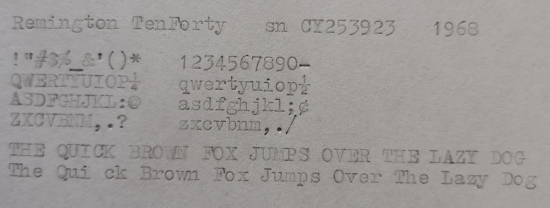 Remington TenForty sn CY253923 1968
!"#$%_&'()* 1234567890-
QWERTYUIOP¼ qwertyuiop½
ASDFGHJKL:@ asdfghjkl;¢
ZXCVBNM,.? zxcvbnm,./
THE QUICK BROWN FOX JUMPS OVER THE LAZY DOG
The Qui ck Brown Fox Jumps Over The Lazy Dog